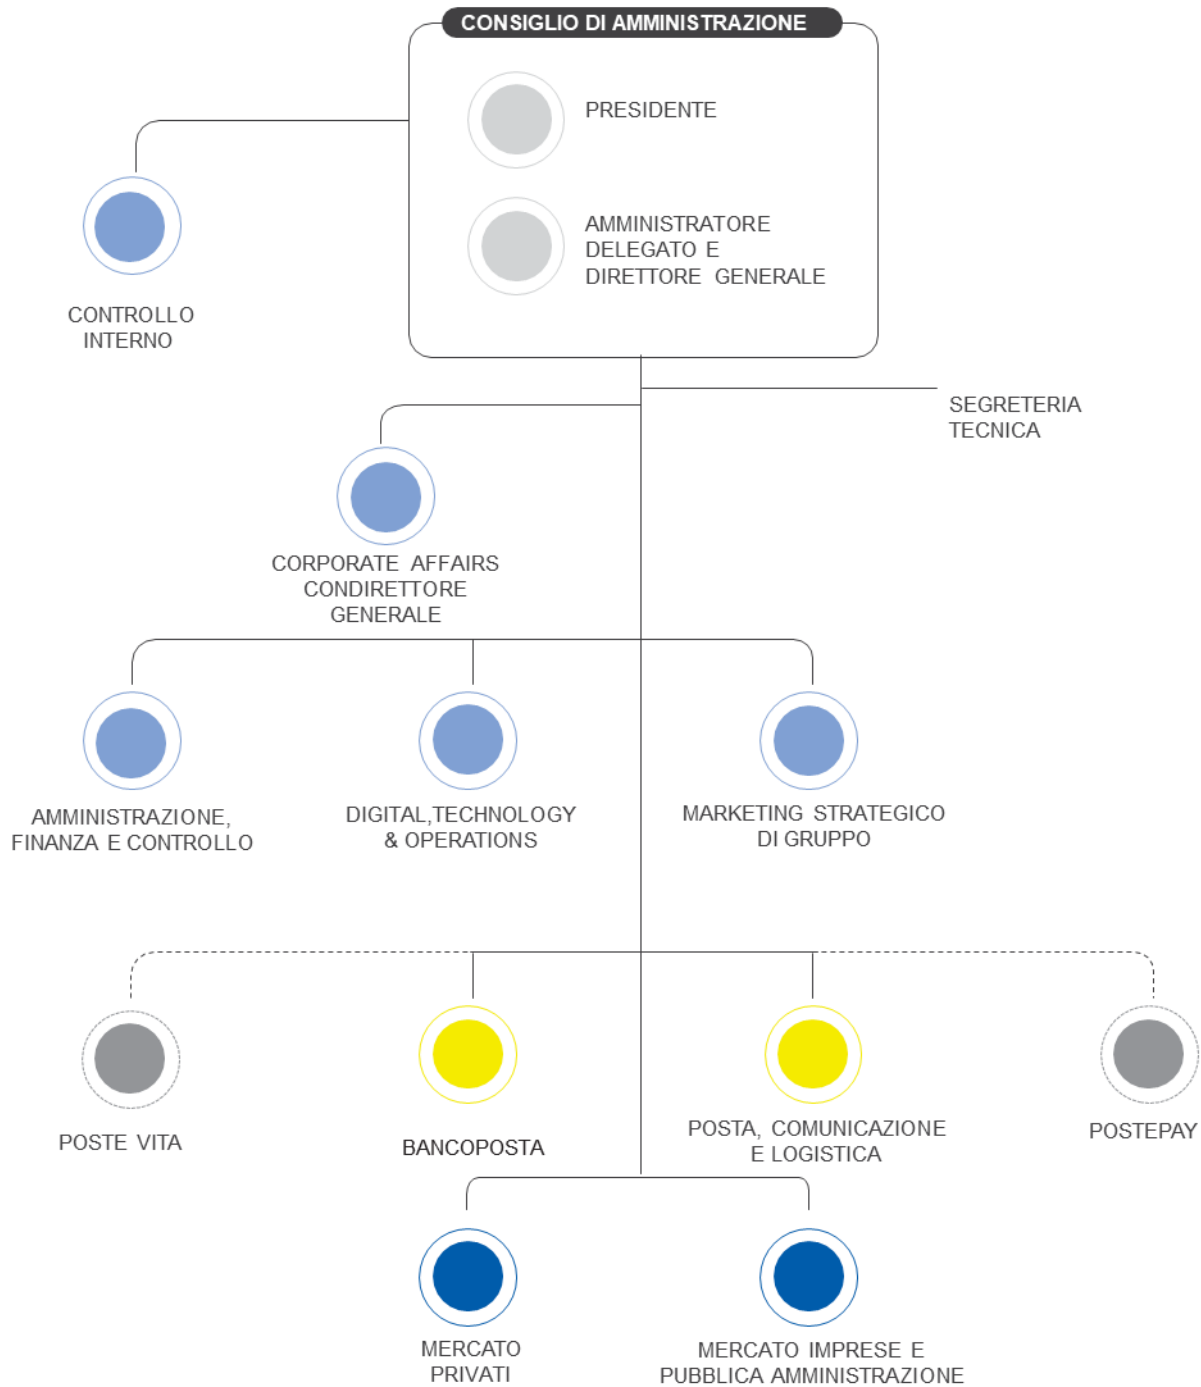 CONSIGLIO DI AMMINISTRAZIONE
PRESIDENTE
AMMINISTRATORE
DELEGATO E
DIRETTORE GENERALE
CONTROLLO
INTERNO
SEGRETERIA
TECNICA
CORPORATE AFFAIRS
CONDIRETTORE
GENERALE
AMMINISTRAZIONE,
FINANZA E CONTROLLO
DIGITAL,TECHNOLOGY
& OPERATIONS
MARKETING STRATEGICO
DI GRUPPO
POSTE VITA
BANCOPOSTA
POSTA, COMUNICAZIONE
E LOGISTICA
POSTEPAY
MERCATO
PRIVATI
MERCATO IMPRESE E
PUBBLICA AMMINISTRAZIONE